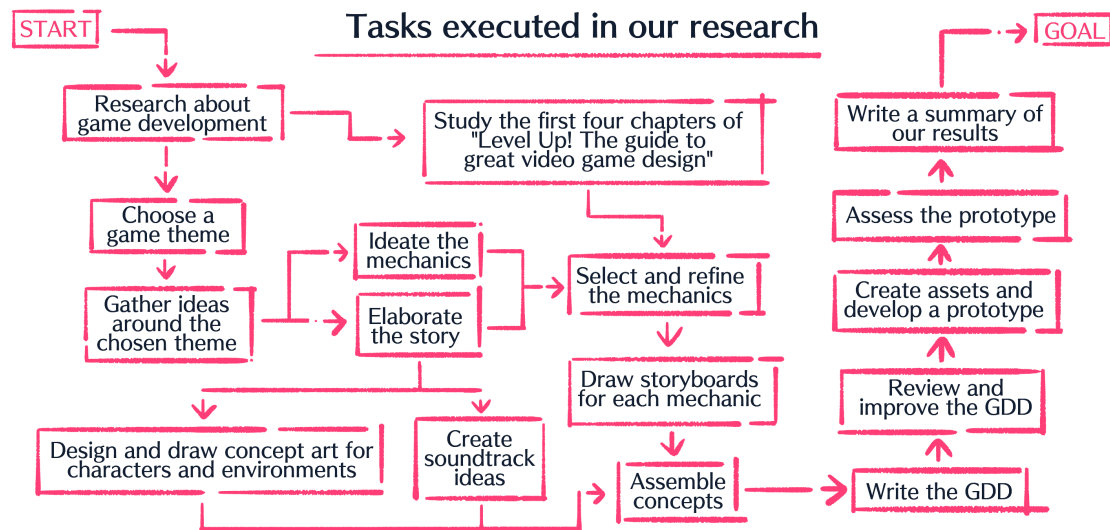 START
Tasks executed in our research
GOAL
Research about
game development
Study the first four chapters of
"Level Up! The guide to
great video game design"
Write a summary of
our results
Choose a
game theme
Ideate the
mechanics
Assess the prototype
Gather ideas
around the
chosen theme
Elaborate
the story
Select and refine
the mechanics
Create assets and
develop a prototype
Draw storyboards
for each mechanic
Review and
improve the GDD
Design and draw concept art for
characters and environments
Create
soundtrack
ideas
Assemble
concepts
Write the GDD